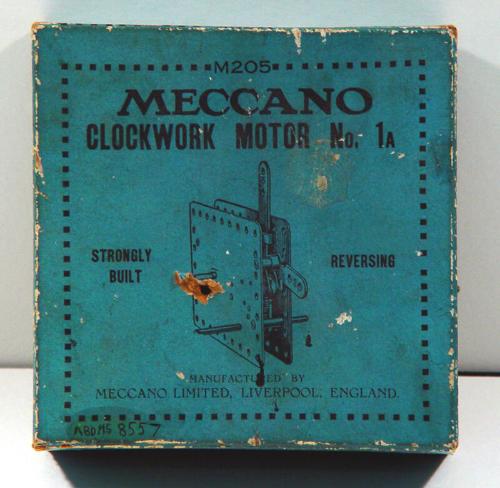 M205
MECCANO
CLOCKWORK MOTOR No. 1A
STRONGLY
BUILT
REVERSING
MANUFACTURED BY
MECCANO LIMITED, LIVERPOOL, ENGLAND.
ABDMS 8557